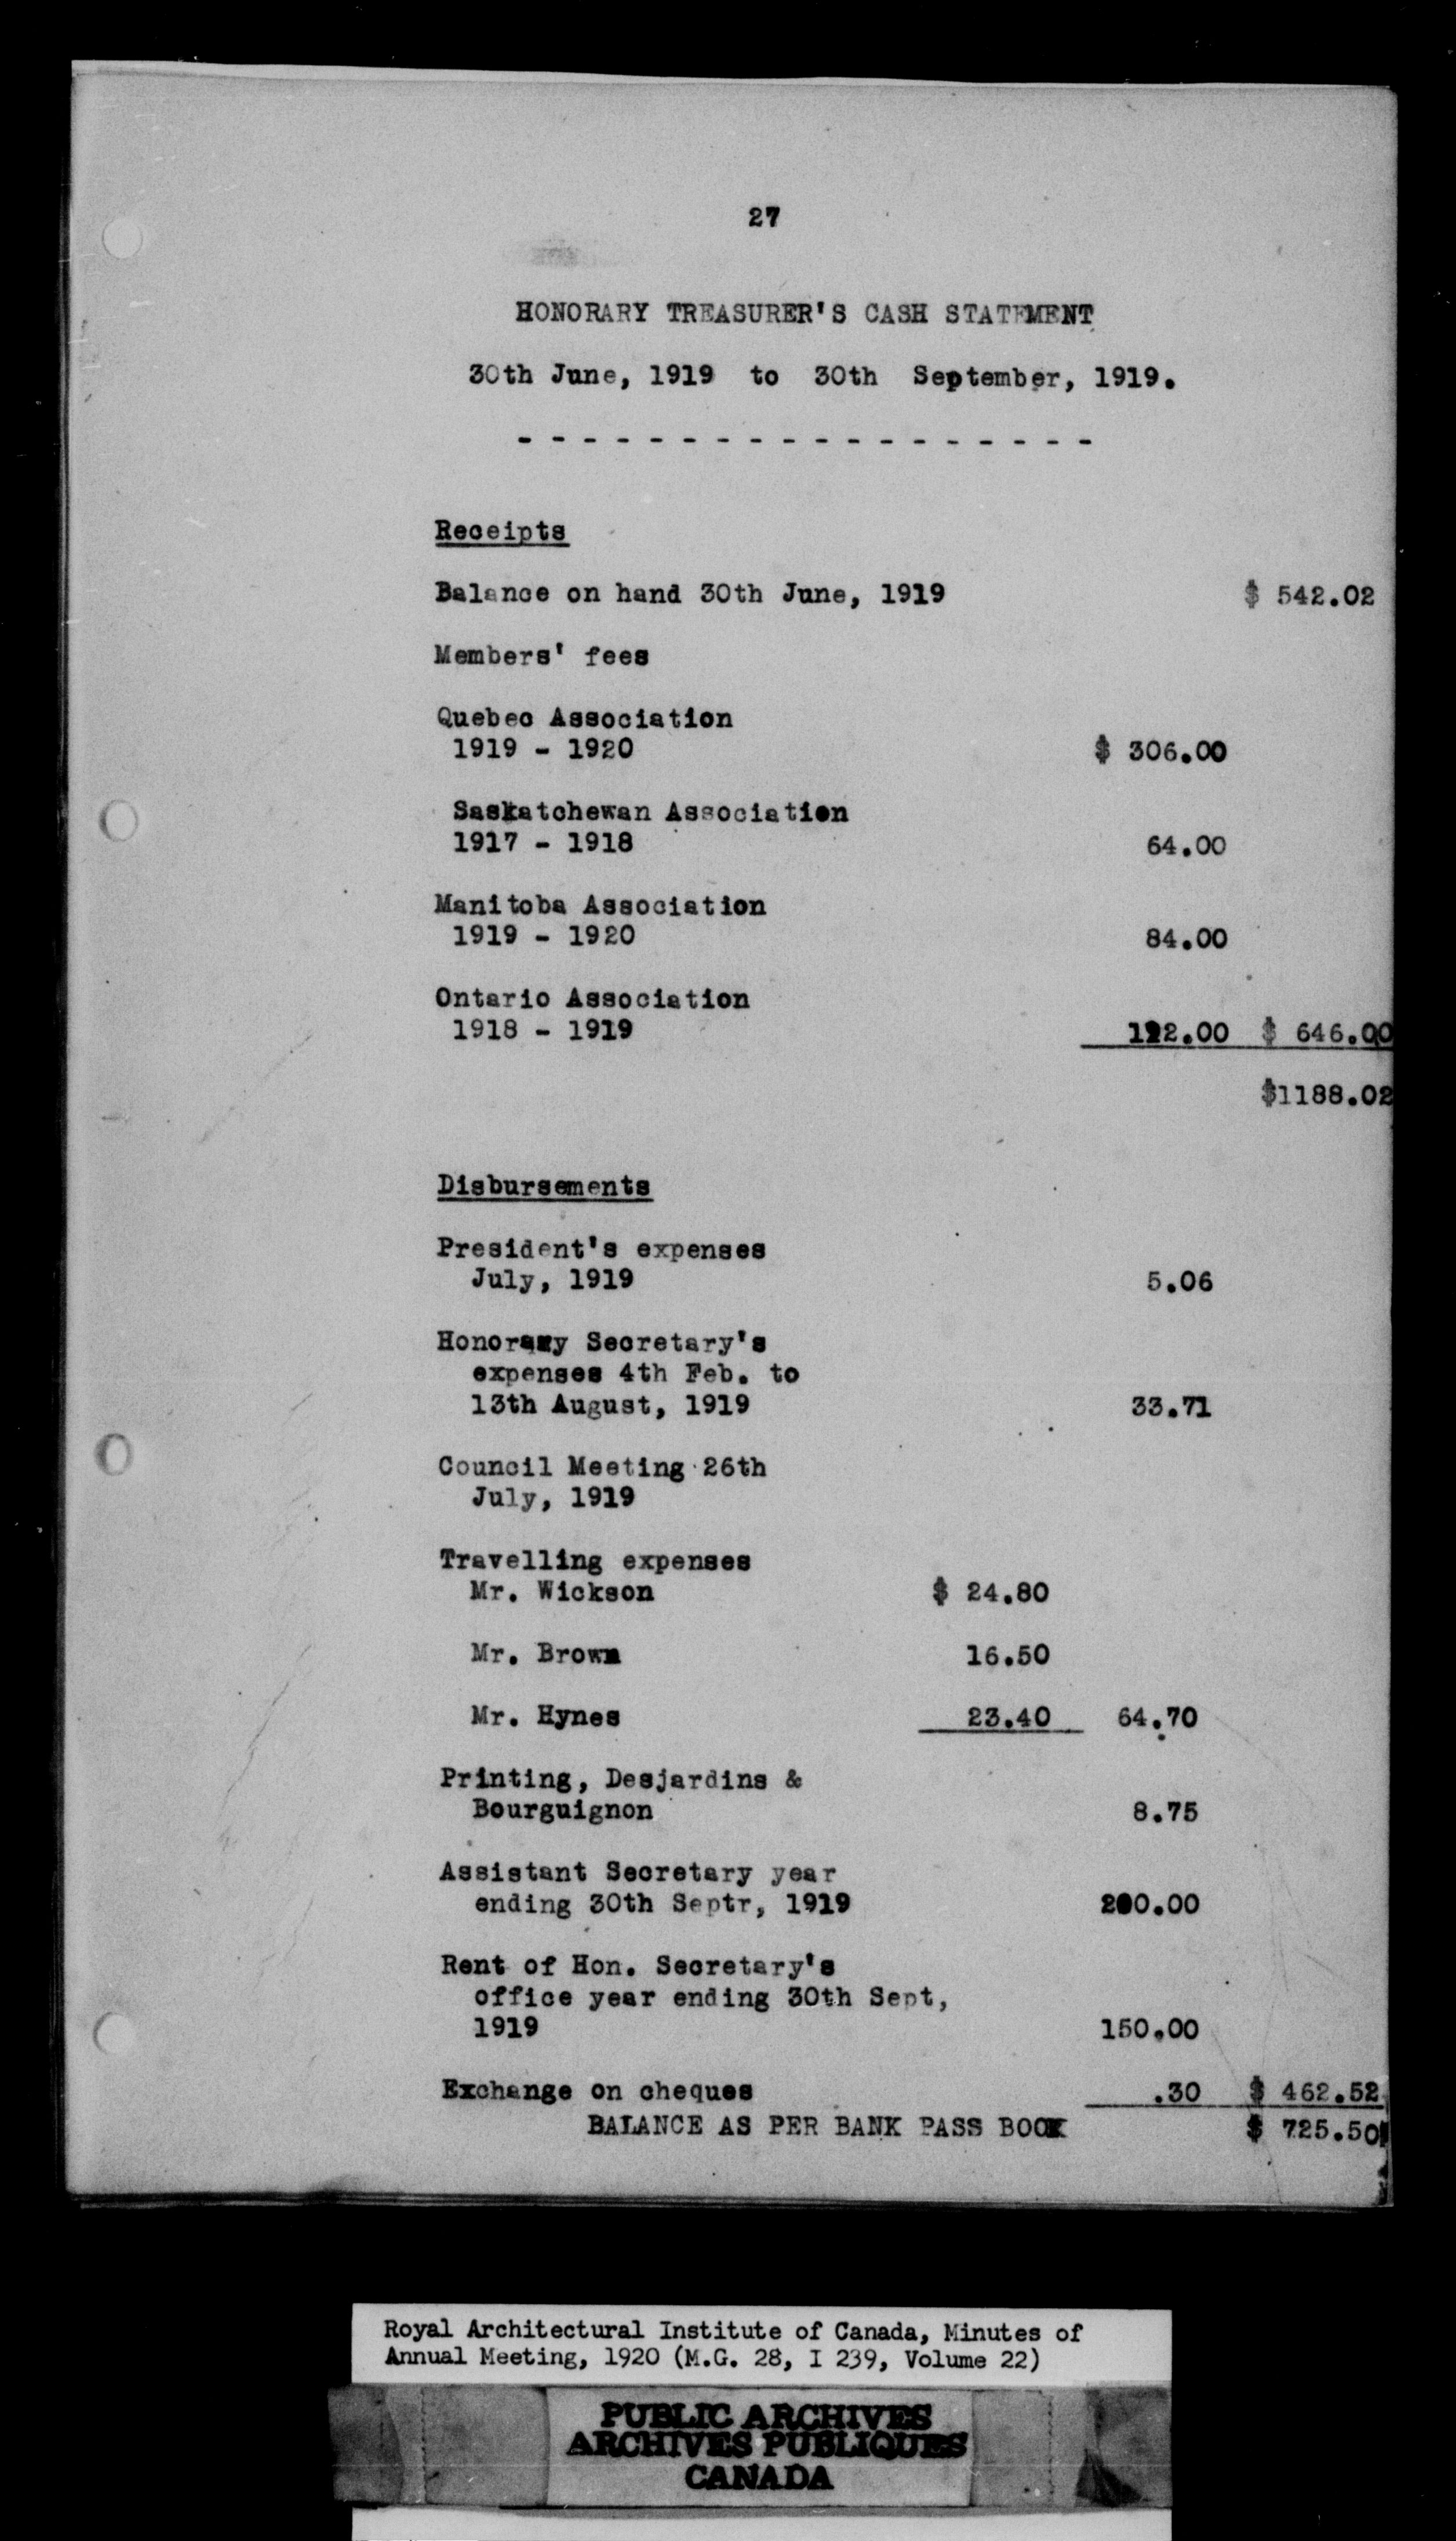 27
HONORARY TREASURER'S CASH STATEMENT
30th June, 1919 to 30th September, 1919.
- - - - - - - - - - - - - - - - - -
Receipts
Balance on hand 30th June, 1919 $ 542.02
Members' fees
Quebec Association
1919 - 1920 $ 306.00
Saskatchewan Association
1917 - 1918 64.00
Manitoba Association
1919 - 1920 84.00
Ontario Association
1918 - 1919 192.00 $ 646.00
$1188.02
Disbursements
President's expenses
July, 1919 5.06
Honorary Secretary's
expenses 4th Feb. to
13th August, 1919 33.71
Council Meeting 26th
July, 1919
Travelling expenses
Mr. Wickson $ 24.80
Mr. Brown 16.50
Mr. Hynes 23.40 64.70
Printing, Desjardins &
Bourguignon 8.75
Assistant Secretary year
ending 30th Septr, 1919 200.00
Rent of Hon. Secretary's
office year ending 30th Sept,
1919 150.00
Exchange on cheques .30 $ 462.52
BALANCE AS PER BANK PASS BOOK $ 725.50
Royal Architectural Institute of Canada, Minutes of
Annual Meeting, 1920 (M.G. 28, I 239, Volume 22)
PUBLIC ARCHIVES
ARCHIVES PUBLIQUES
CANADA